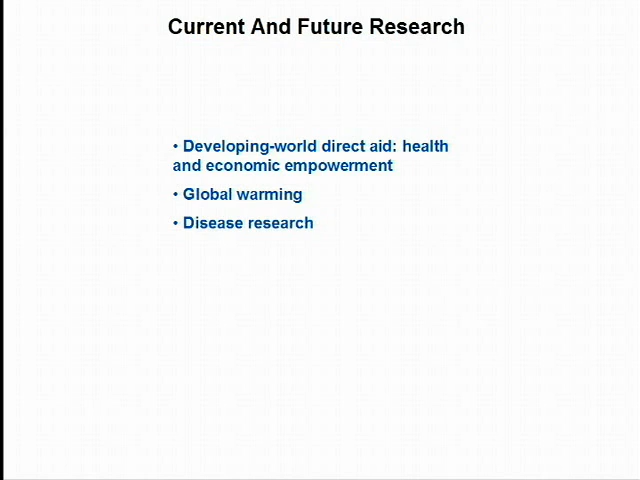 Current And Future Research
• Developing-world direct aid: health
and economic empowerment
• Global warming
• Disease research